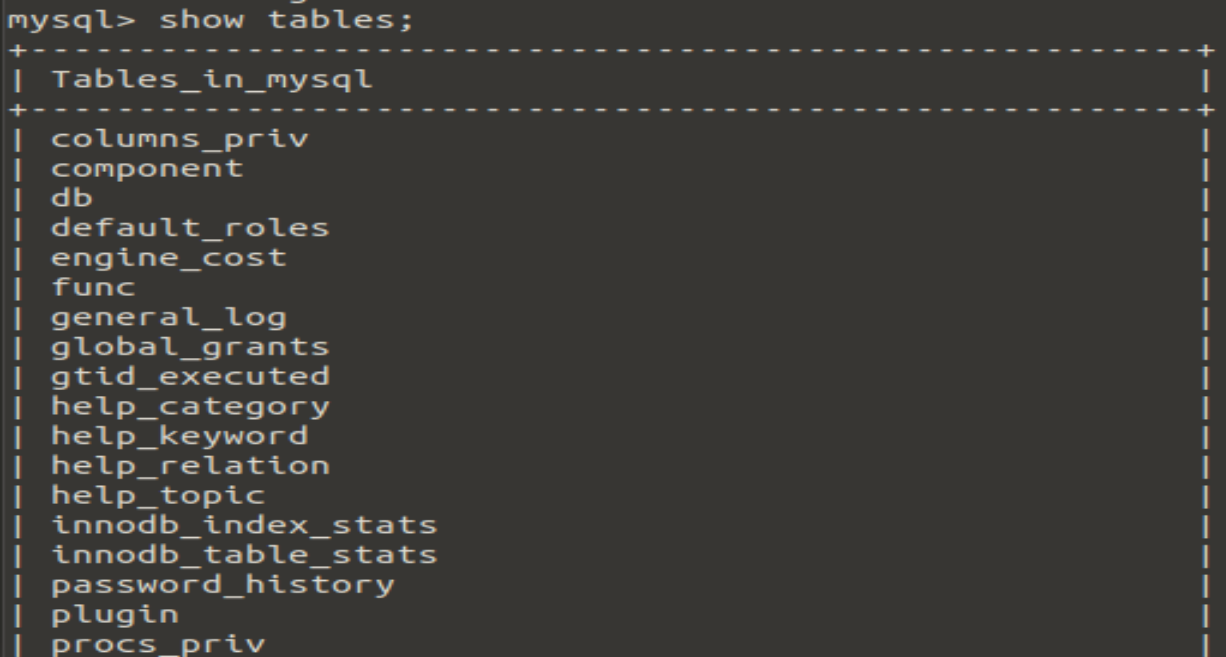 mysql> show tables;
+------------------------------------------------------+
| Tables_in_mysql |
+------------------------------------------------------+
| columns_priv |
| component |
| db |
| default_roles |
| engine_cost |
| func |
| general_log |
| global_grants |
| gtid_executed |
| help_category |
| help_keyword |
| help_relation |
| help_topic |
| innodb_index_stats |
| innodb_table_stats |
| password_history |
| plugin |
| procs_priv |